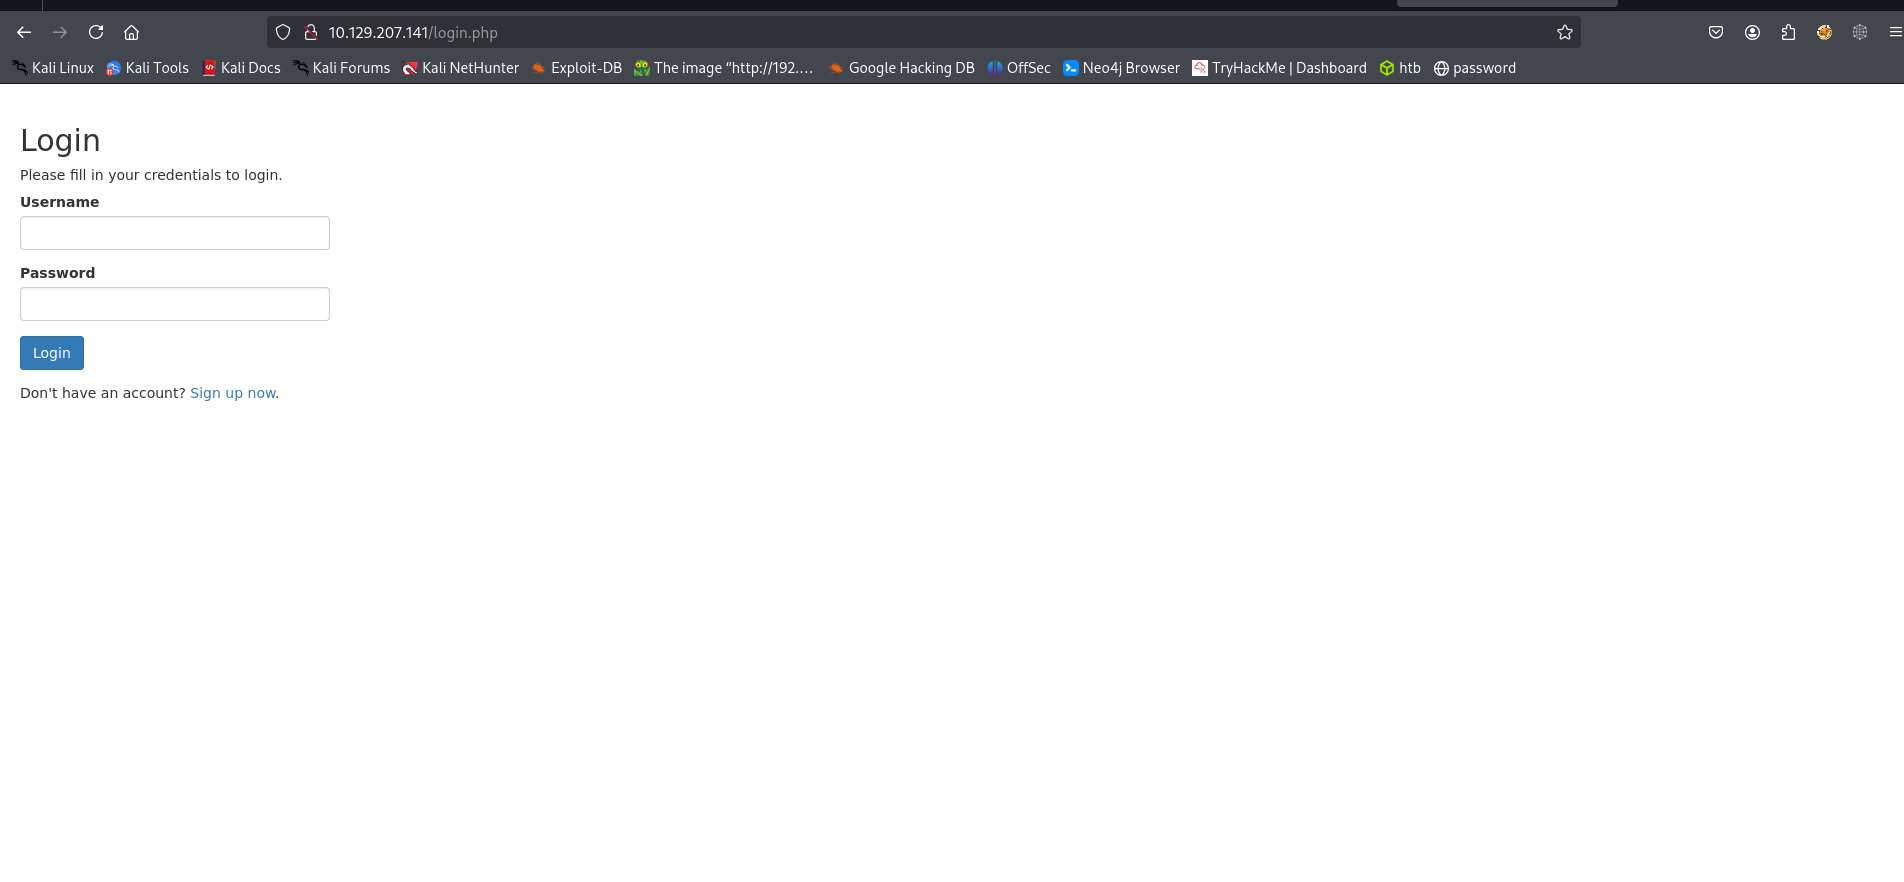 10.129.207.141/login.php
Kali Linux Kali Tools Kali Docs Kali Forums Kali NetHunter Exploit-DB The image “http://192.... Google Hacking DB OffSec Neo4j Browser TryHackMe | Dashboard htb password
Login
Please fill in your credentials to login.
Username
Password
Login
Don't have an account? Sign up now.